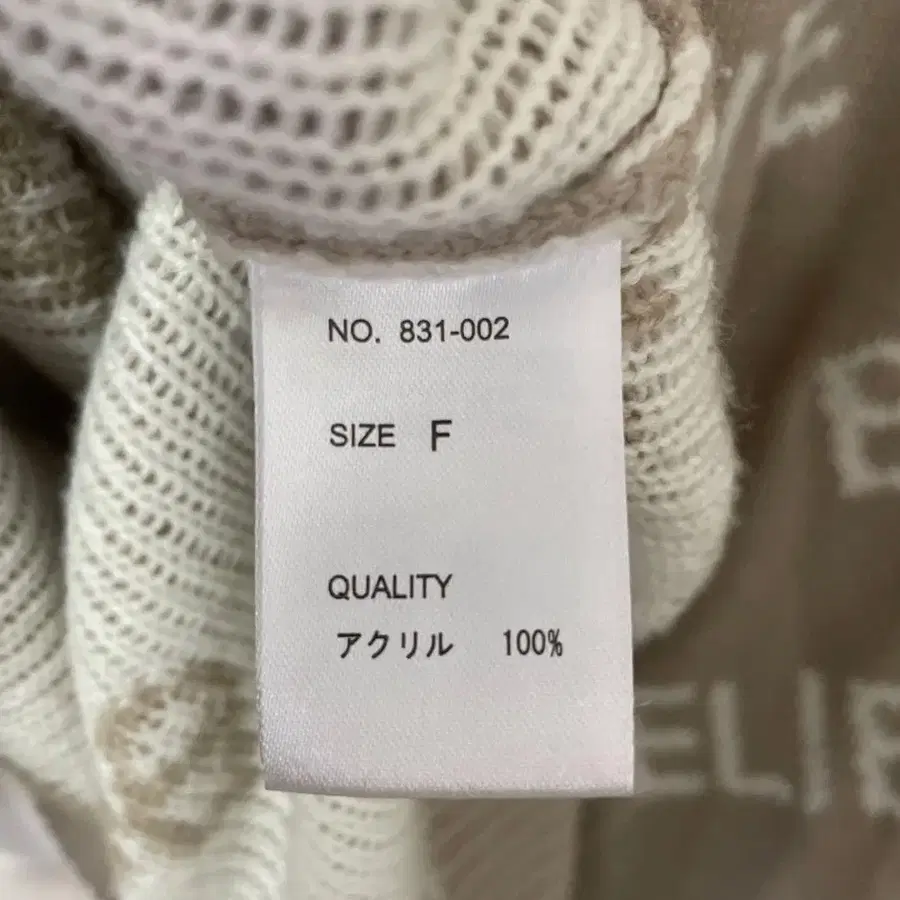 NO. 831-002
SIZE F
QUALITY
アクリル 100%
ELIE